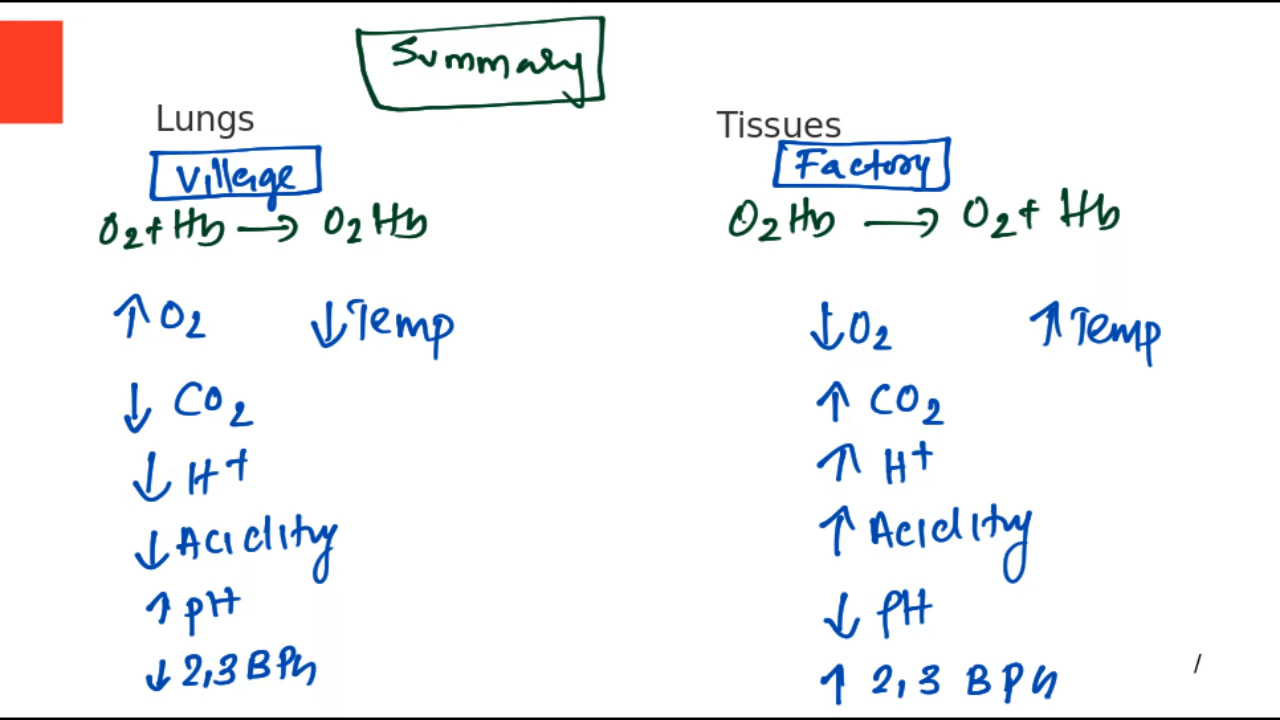 Summary
Lungs
Village
O₂ + Hb → O₂Hb
↑ O₂ ↓ Temp
↓ CO₂
↓ H⁺
↓ Acidity
↑ pH
↓ 2,3 BPG
Tissues
Factory
O₂Hb → O₂ + Hb
↓ O₂ ↑ Temp
↑ CO₂
↑ H⁺
↑ Acidity
↓ pH
↑ 2,3 BPG
/